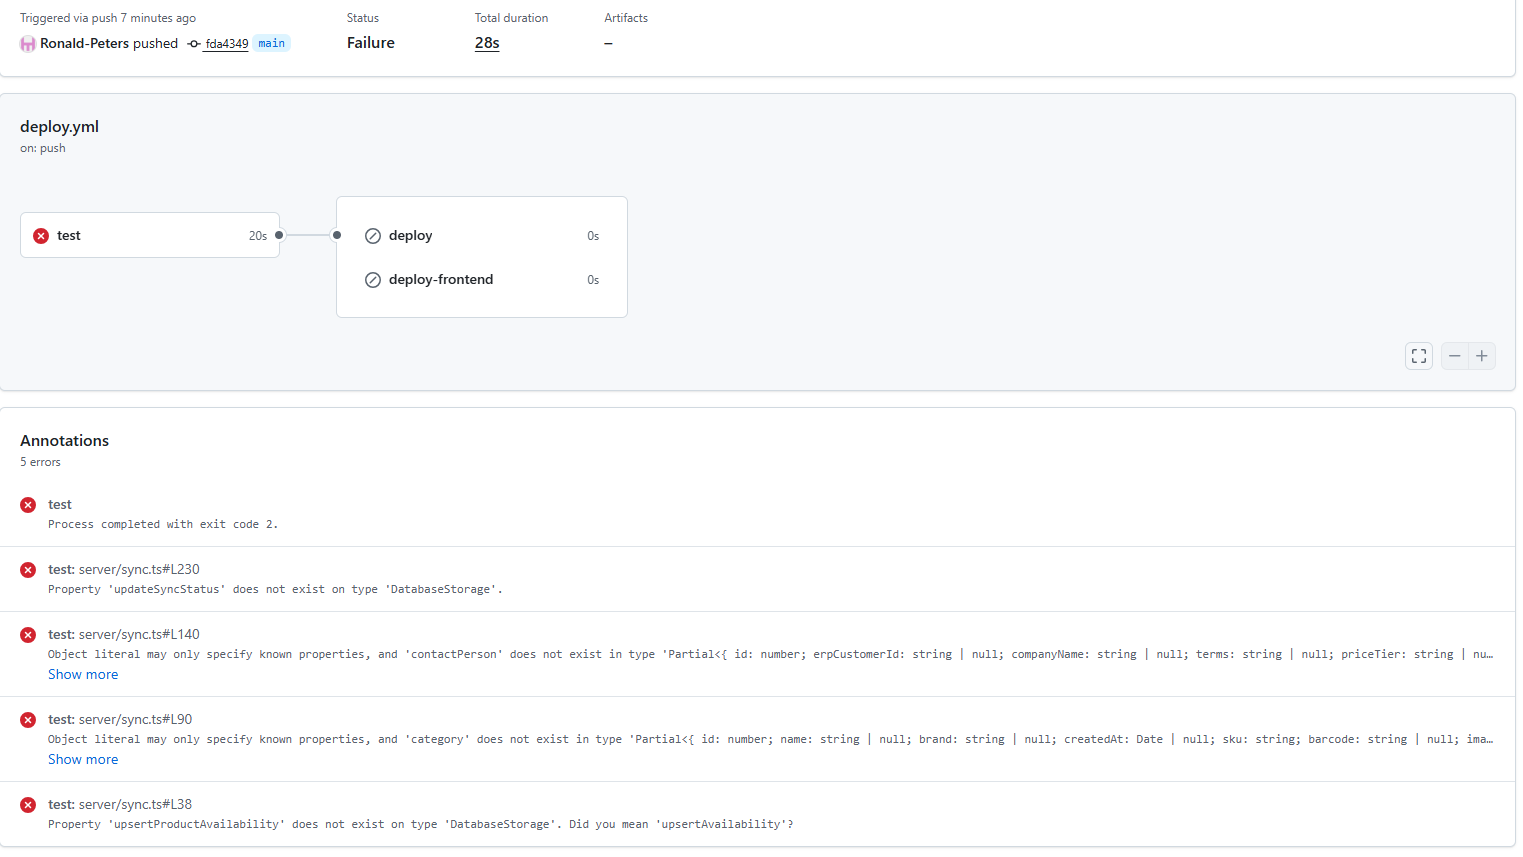 Triggered via push 7 minutes ago
Status
Total duration
Artifacts
Ronald-Peters pushed fda4349 main
Failure
28s
–
deploy.yml
on: push
test 20s
deploy 0s
deploy-frontend 0s
Annotations
5 errors
test
Process completed with exit code 2.
test: server/sync.ts#L230
Property 'updateSyncStatus' does not exist on type 'DatabaseStorage'.
test: server/sync.ts#L140
Object literal may only specify known properties, and 'contactPerson' does not exist in type 'Partial<{ id: number; erpCustomerId: string | null; companyName: string | null; terms: string | null; priceTier: string | nu…
Show more
test: server/sync.ts#L90
Object literal may only specify known properties, and 'category' does not exist in type 'Partial<{ id: number; name: string | null; brand: string | null; createdAt: Date | null; sku: string; barcode: string | null; ima…
Show more
test: server/sync.ts#L38
Property 'upsertProductAvailability' does not exist on type 'DatabaseStorage'. Did you mean 'upsertAvailability'?